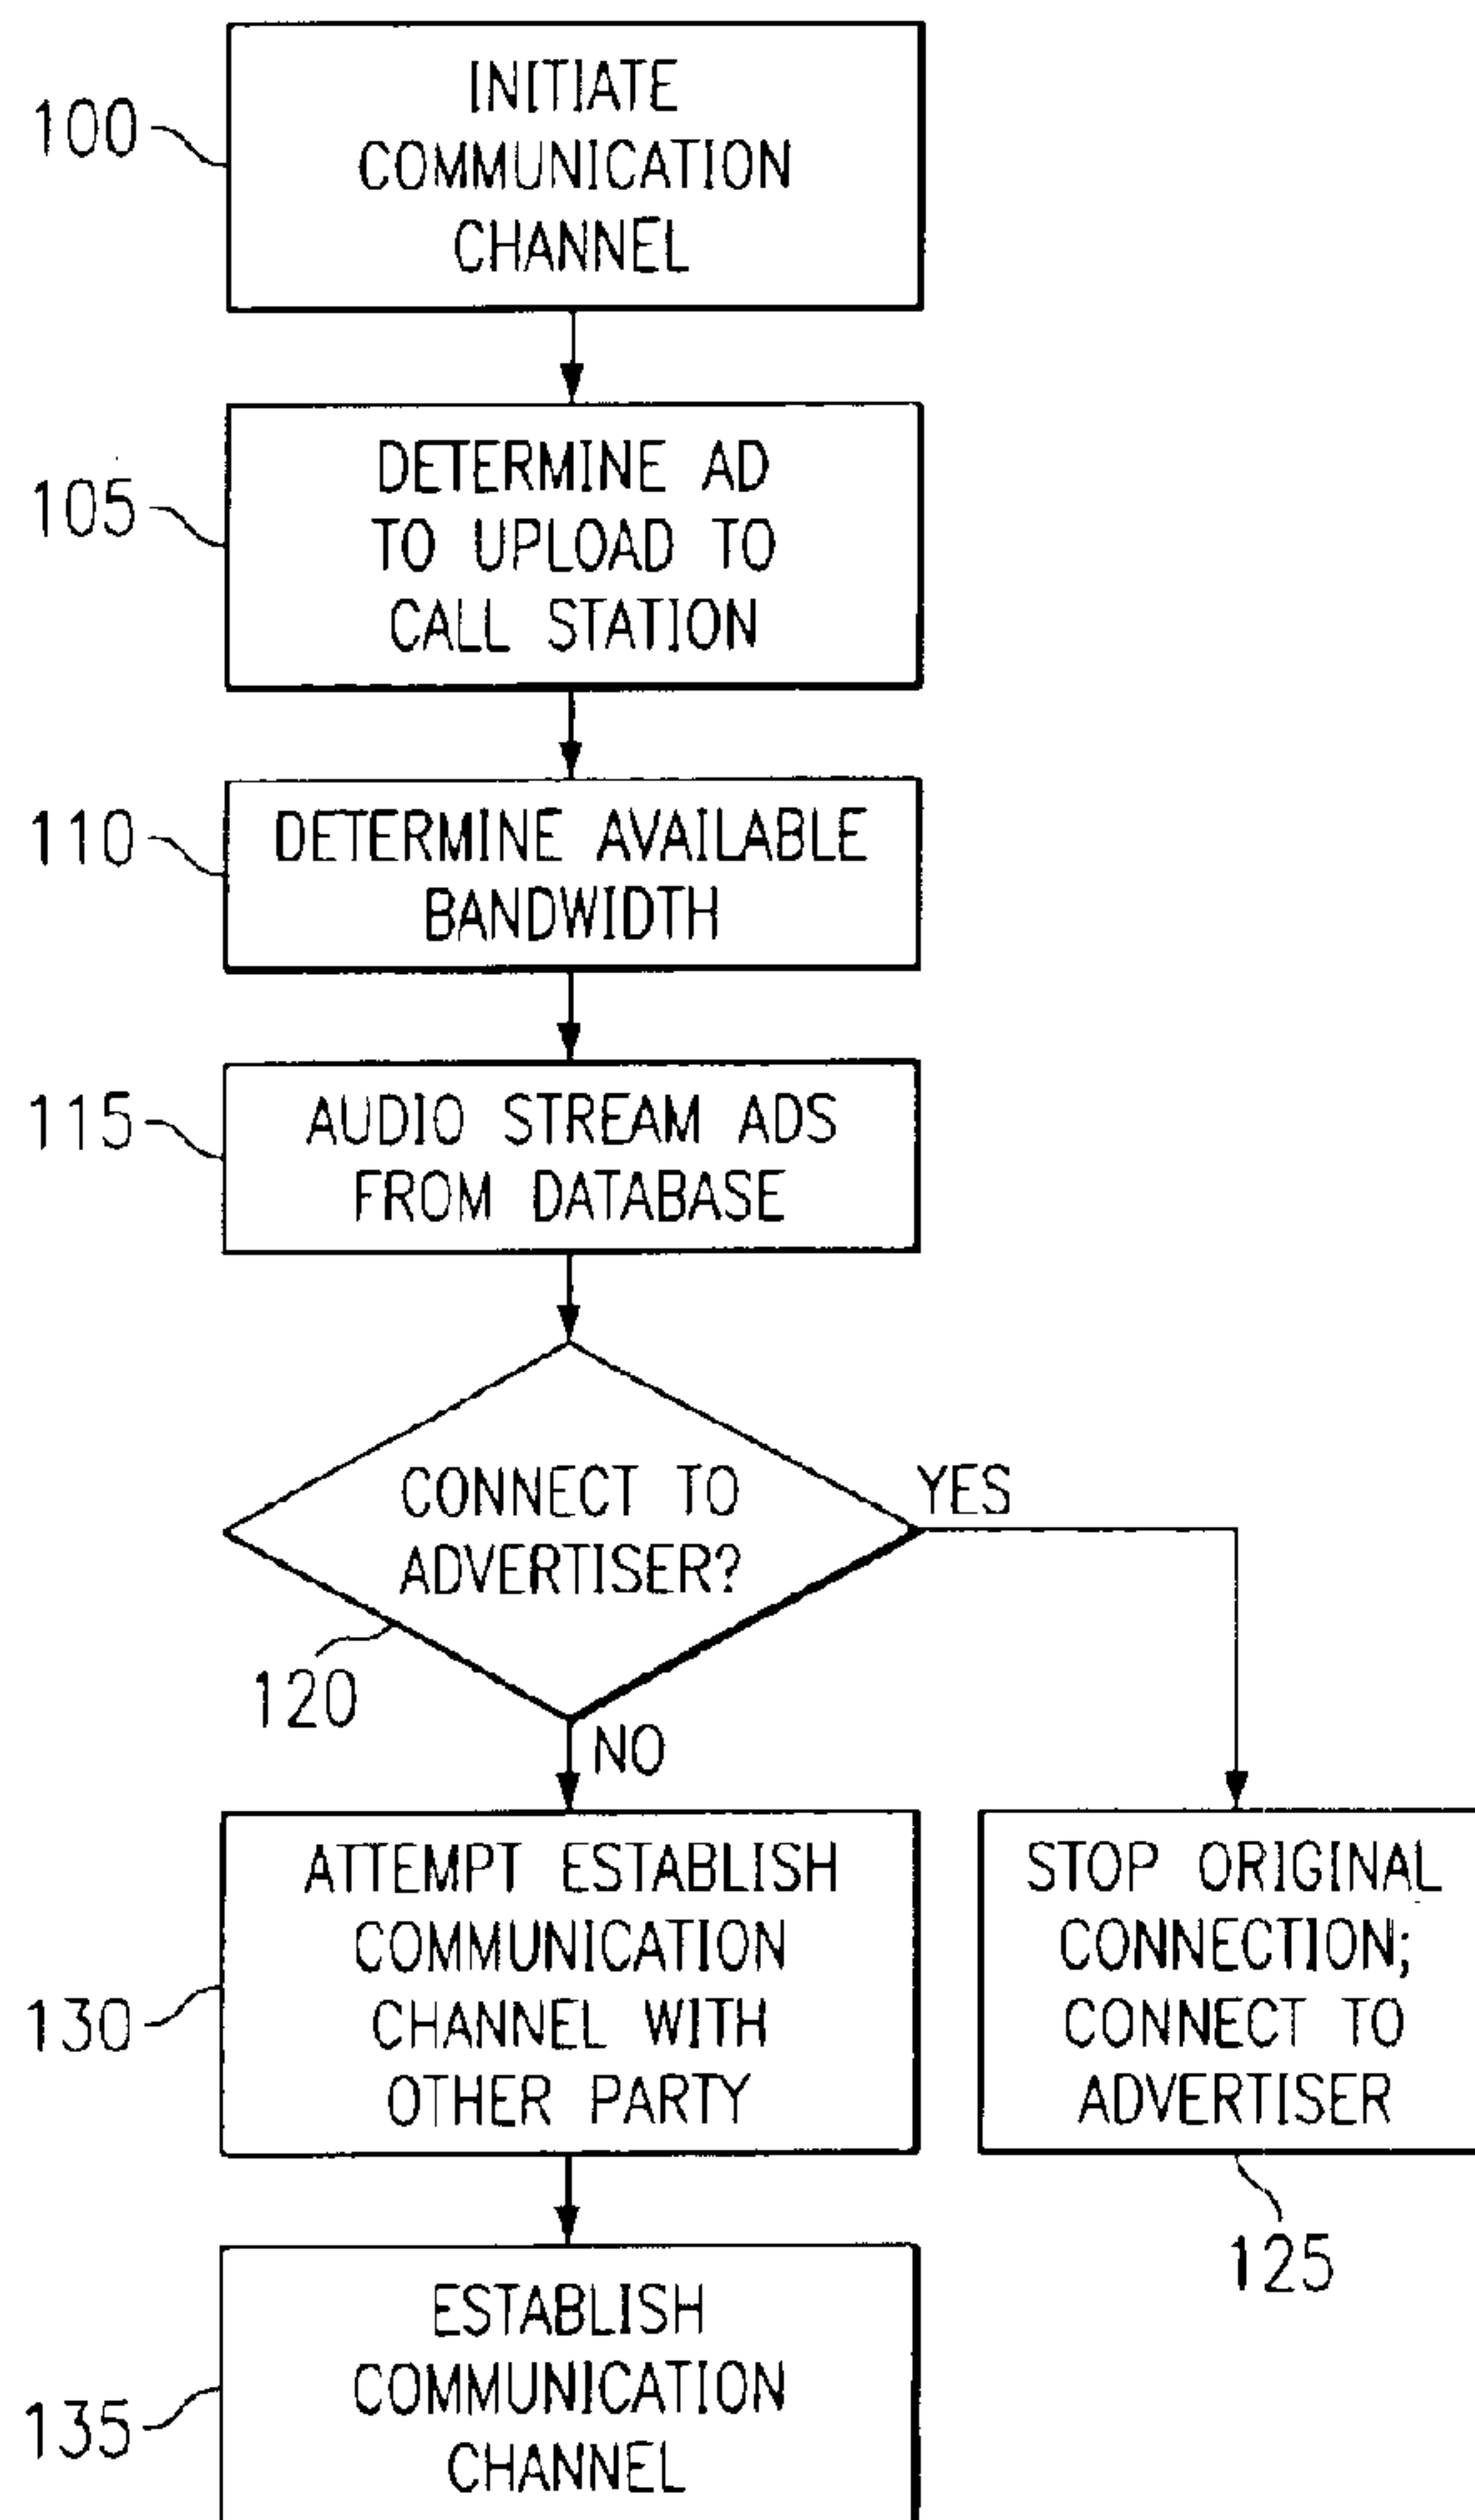 100
INITIATE
COMMUNICATION
CHANNEL
105
DETERMINE AD
TO UPLOAD TO
CALL STATION
110
DETERMINE AVAILABLE
BANDWIDTH
115
AUDIO STREAM ADS
FROM DATABASE
CONNECT TO
ADVERTISER?
YES
120
NO
130
ATTEMPT ESTABLISH
COMMUNICATION
CHANNEL WITH
OTHER PARTY
STOP ORIGINAL
CONNECTION;
CONNECT TO
ADVERTISER
125
135
ESTABLISH
COMMUNICATION
CHANNEL